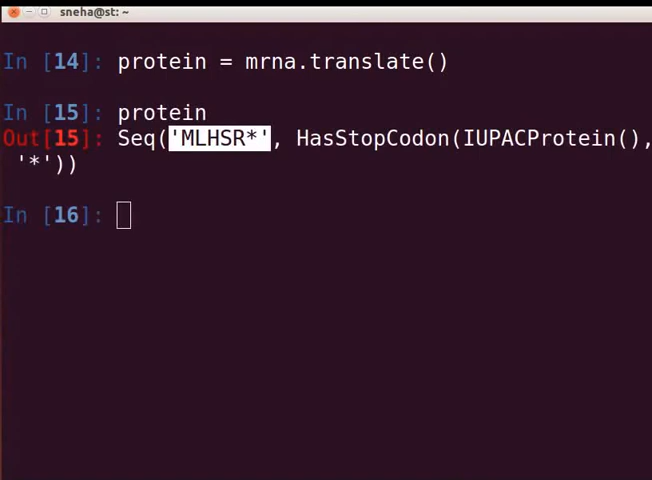 sneha@st: ~
In [14]: protein = mrna.translate()
In [15]: protein
Out[15]: Seq('MLHSR*', HasStopCodon(IUPACProtein(),
'*'))
In [16]: